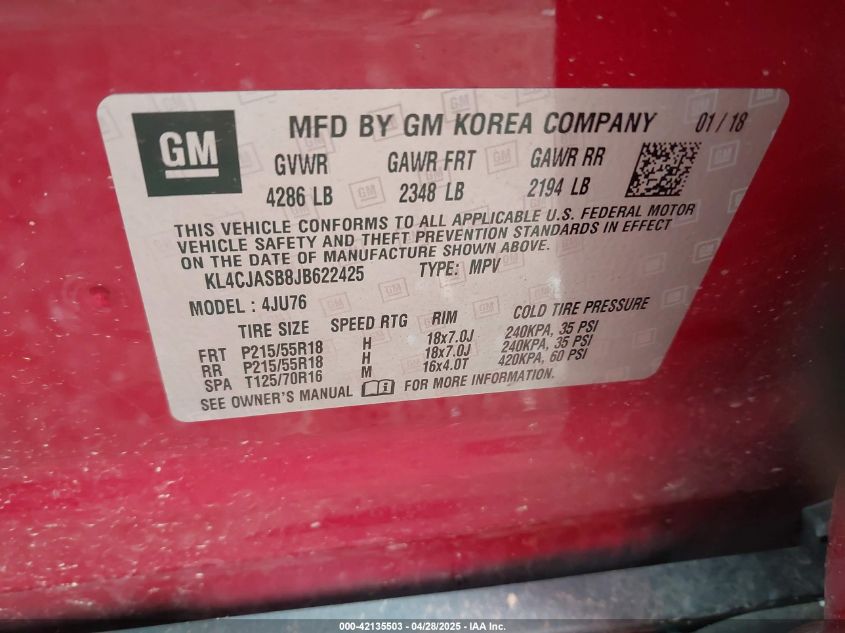 GM
MFD BY GM KOREA COMPANY 01/18
GVWR GAWR FRT GAWR RR
4286 LB 2348 LB 2194 LB
THIS VEHICLE CONFORMS TO ALL APPLICABLE U.S. FEDERAL MOTOR
VEHICLE SAFETY AND THEFT PREVENTION STANDARDS IN EFFECT
ON THE DATE OF MANUFACTURE SHOWN ABOVE.
KL4CJASB8JB622425 TYPE: MPV
MODEL : 4JU76
TIRE SIZE SPEED RTG RIM COLD TIRE PRESSURE
FRT P215/55R18 H 18x7.0J 240KPA, 35 PSI
RR P215/55R18 H 18x7.0J 240KPA, 35 PSI
SPA T125/70R16 M 16x4.0T 420KPA, 60 PSI
SEE OWNER'S MANUAL FOR MORE INFORMATION.
000-42135503 - 04/28/2025 - IAA Inc.